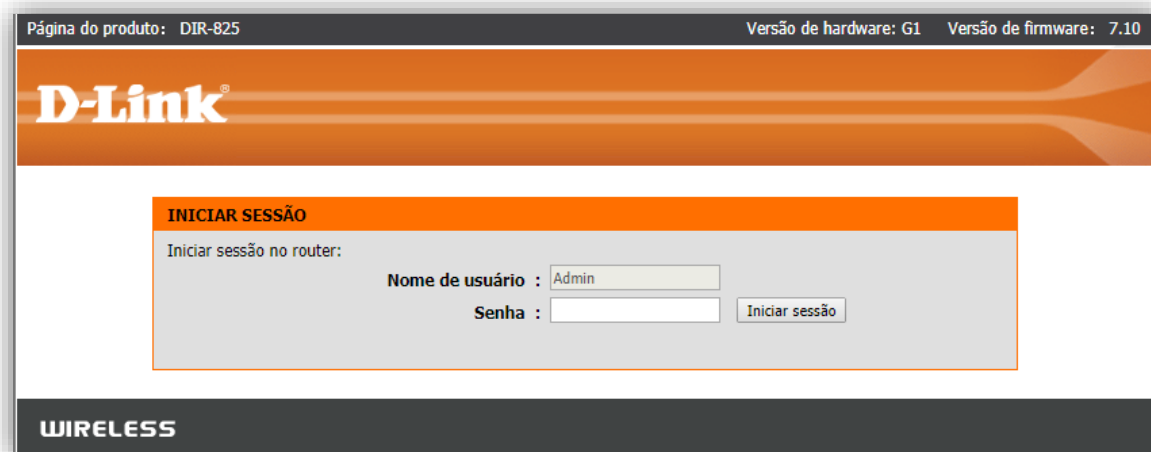 Página do produto: DIR-825 Versão de hardware: G1 Versão de firmware: 7.10
D-Link®
INICIAR SESSÃO
Iniciar sessão no router:
Nome de usuário : Admin
Senha : Iniciar sessão
WIRELESS